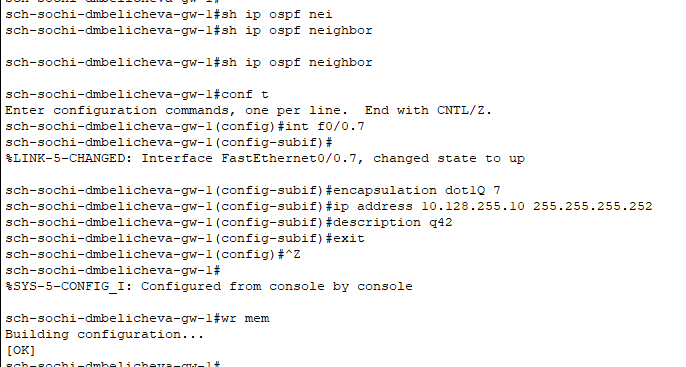 sch-sochi-dmbelicheva-gw-1#
sch-sochi-dmbelicheva-gw-1#sh ip ospf nei
sch-sochi-dmbelicheva-gw-1#sh ip ospf neighbor
sch-sochi-dmbelicheva-gw-1#sh ip ospf neighbor
sch-sochi-dmbelicheva-gw-1#conf t
Enter configuration commands, one per line.  End with CNTL/Z.
sch-sochi-dmbelicheva-gw-1(config)#int f0/0.7
sch-sochi-dmbelicheva-gw-1(config-subif)#
%LINK-5-CHANGED: Interface FastEthernet0/0.7, changed state to up
sch-sochi-dmbelicheva-gw-1(config-subif)#encapsulation dot1Q 7
sch-sochi-dmbelicheva-gw-1(config-subif)#ip address 10.128.255.10 255.255.255.252
sch-sochi-dmbelicheva-gw-1(config-subif)#description q42
sch-sochi-dmbelicheva-gw-1(config-subif)#exit
sch-sochi-dmbelicheva-gw-1(config)#^Z
sch-sochi-dmbelicheva-gw-1#
%SYS-5-CONFIG_I: Configured from console by console
sch-sochi-dmbelicheva-gw-1#wr mem
Building configuration...
[OK]
sch-sochi-dmbelicheva-gw-1#